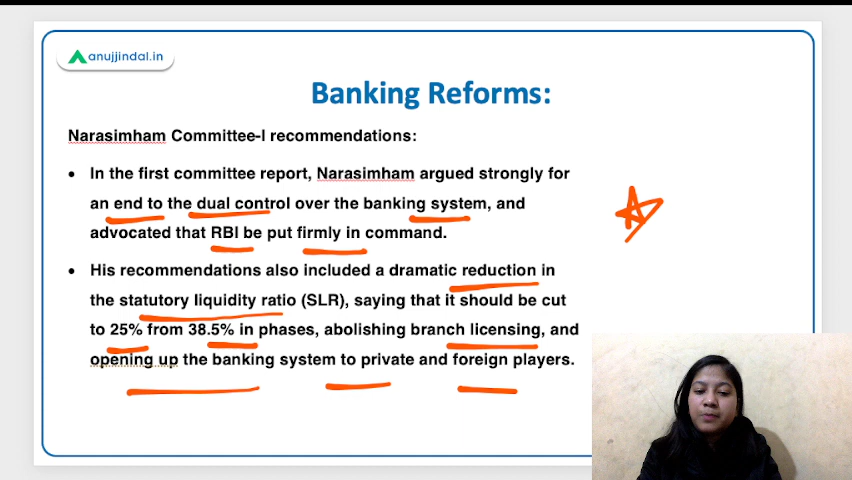 anujjindal.in
Banking Reforms:
Narasimham Committee-I recommendations:
• In the first committee report, Narasimham argued strongly for
an end to the dual control over the banking system, and
advocated that RBI be put firmly in command.
• His recommendations also included a dramatic reduction in
the statutory liquidity ratio (SLR), saying that it should be cut
to 25% from 38.5% in phases, abolishing branch licensing, and
opening up the banking system to private and foreign players.